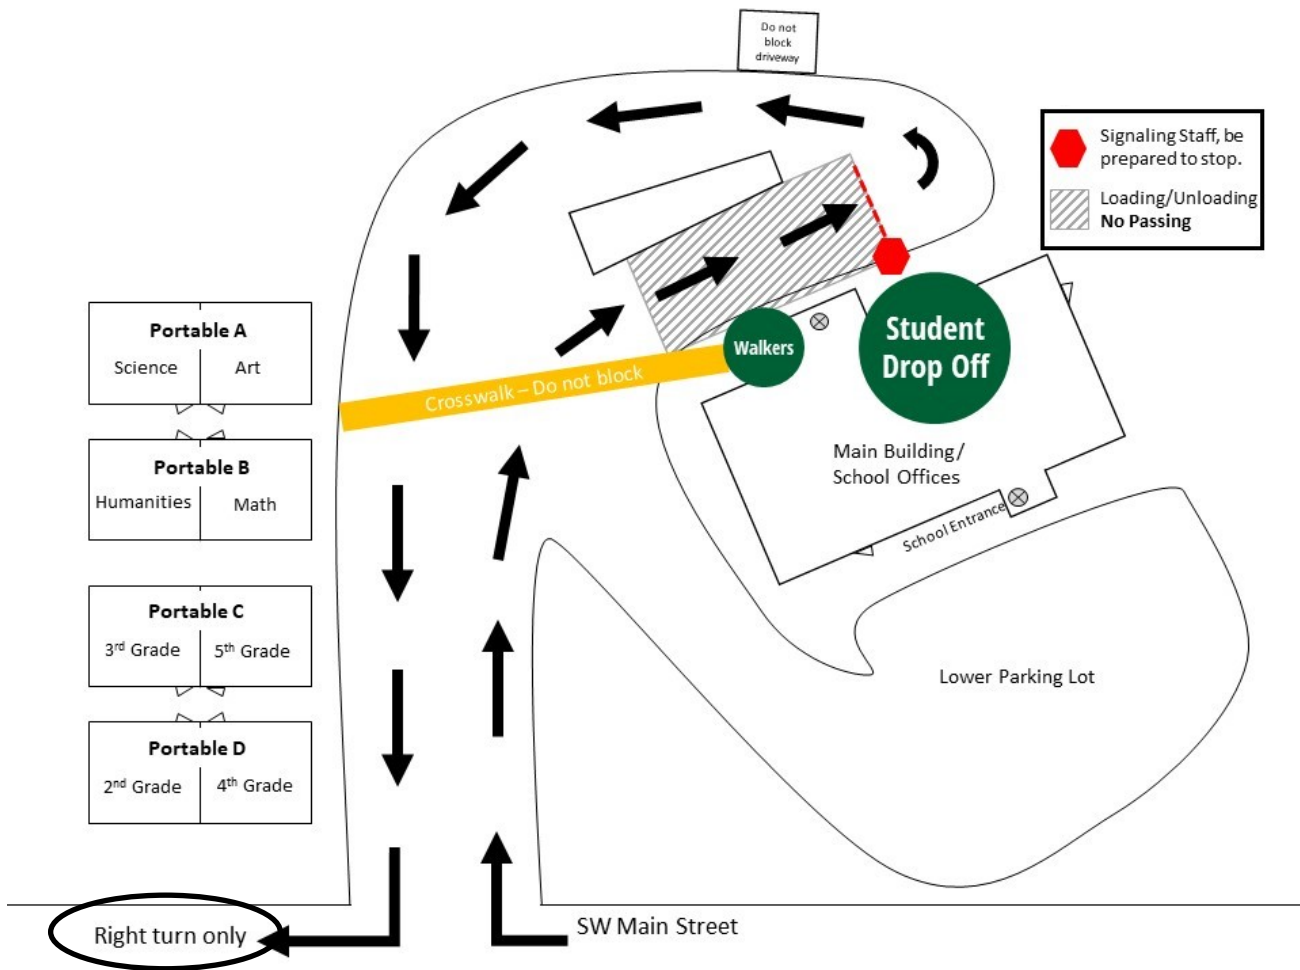 Do not
block
driveway
Signaling Staff, be
prepared to stop.
Loading/Unloading
No Passing
Portable A
Science
Art
Walkers
Student
Drop Off
Crosswalk – Do not block
Portable B
Humanities
Math
Main Building/
School Offices
School Entrance
Portable C
3rd Grade
5th Grade
Lower Parking Lot
Portable D
2nd Grade
4th Grade
Right turn only
SW Main Street